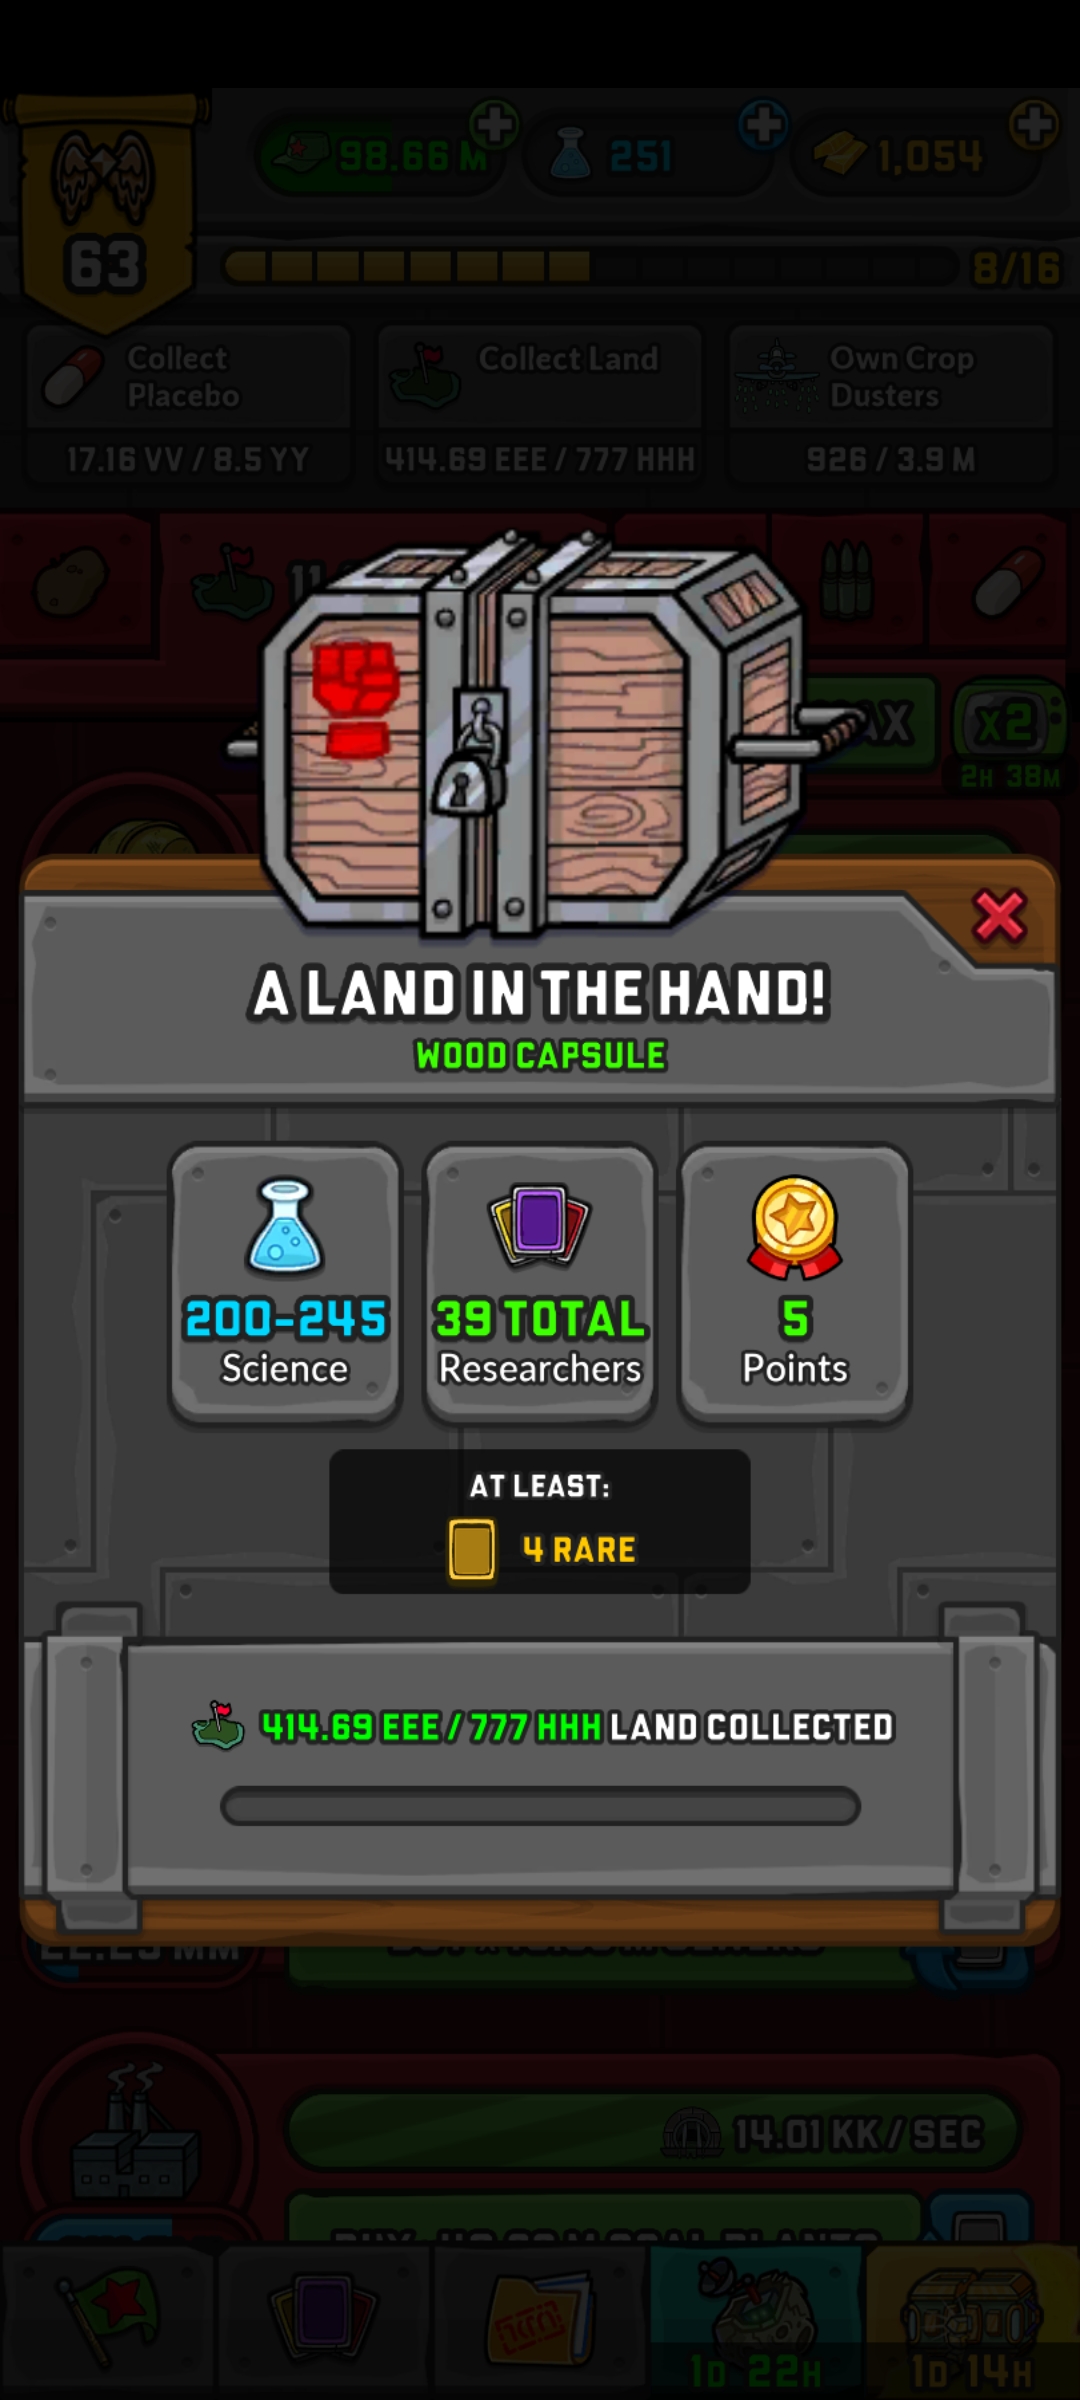 98.66 M
251
1,054
63
8/16
Collect
Placebo
Collect Land
Own Crop
Dusters
17.16 VV / 8.5 YY
414.69 EEE / 777 HHH
926 / 3.9 M
X2
2H 38M
A LAND IN THE HAND!
WOOD CAPSULE
200-245
Science
39 TOTAL
Researchers
5
Points
AT LEAST:
4 RARE
414.69 EEE / 777 HHH LAND COLLECTED
14.01 KK / SEC
1D 22H
1D 14H